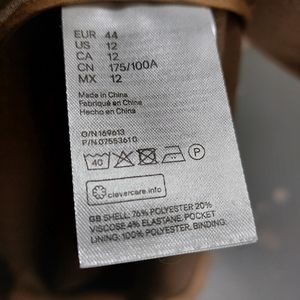 EUR 44
US 12
CA 12
CN 175/100A
MX 12
Made in China
Fabriqué en China
Hecho en China
O/N:169613
P/N:07553610
40
P
clevercare.info
GB SHELL: 76% POLYESTER 20%
VISCOSE 4% ELASTANE, POCKET
LINING: 100% POLYESTER, BINDING: